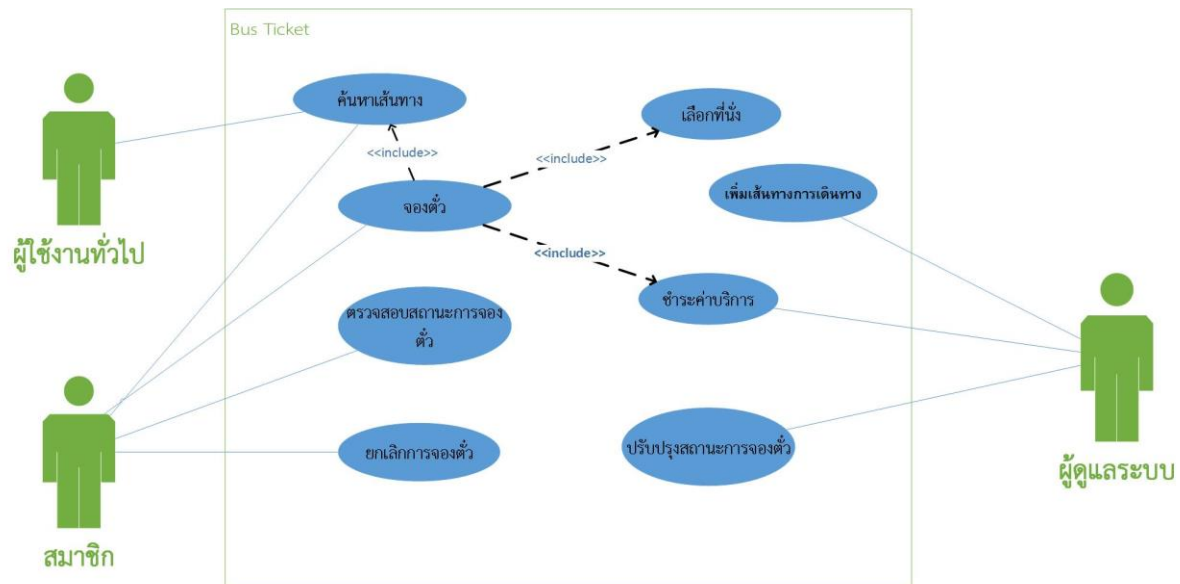 Bus Ticket
ค้นหาเส้นทาง
เลือกที่นั่ง
<<include>>
<<include>>
เพิ่มเส้นทางการเดินทาง
จองตั๋ว
ผู้ใช้งานทั่วไป
<<include>>
ชำระค่าบริการ
ตรวจสอบสถานะการจอง
ตั๋ว
ยกเลิกการจองตั๋ว
ปรับปรุงสถานะการจองตั๋ว
ผู้ดูแลระบบ
สมาชิก